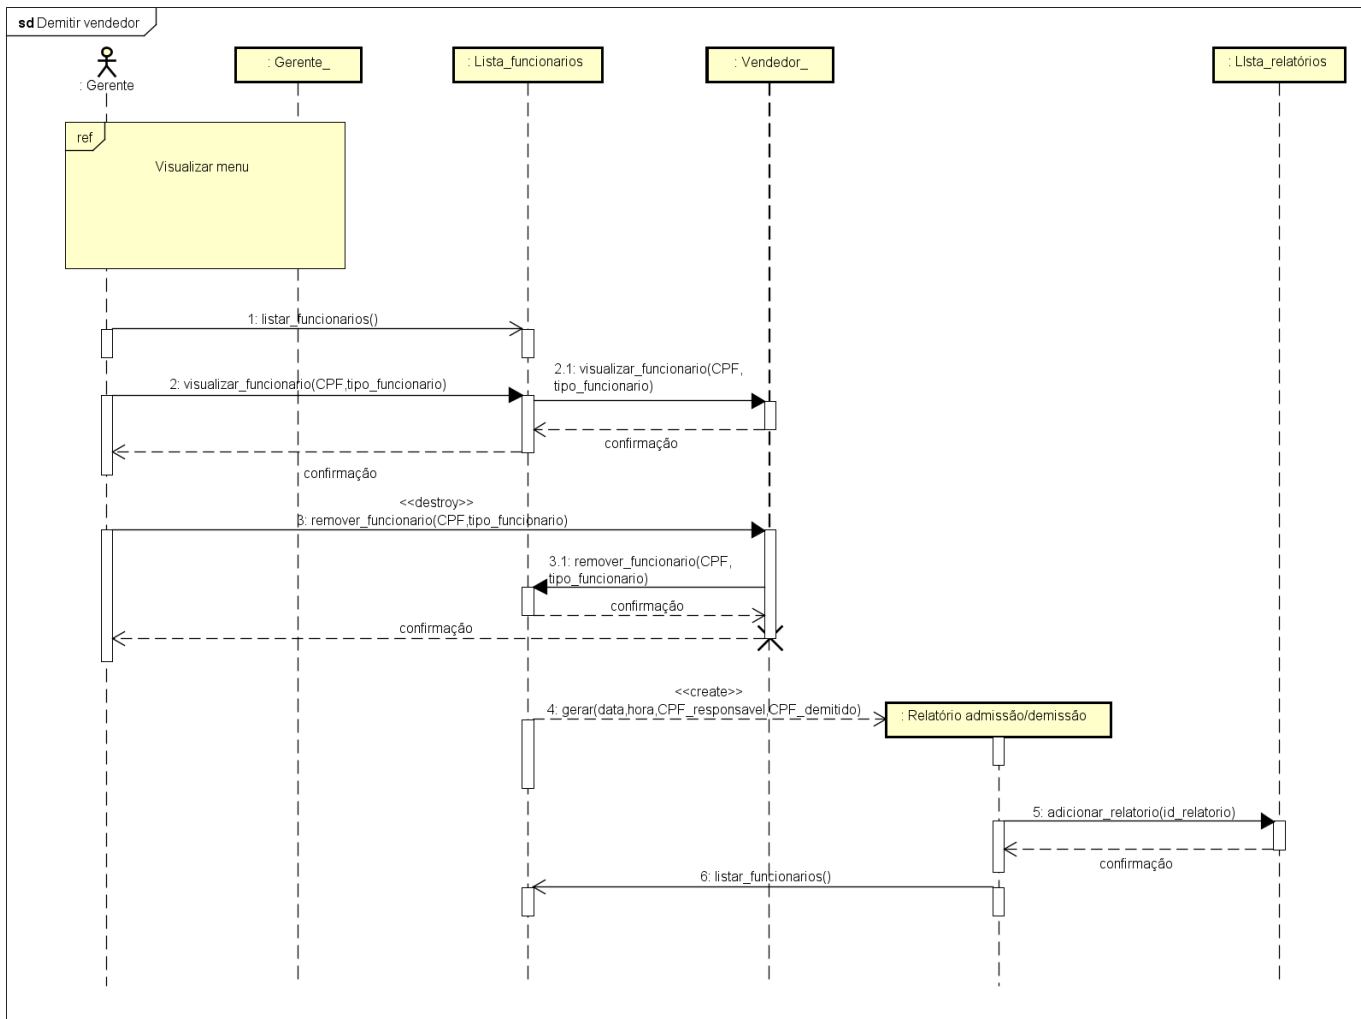 sd Demitir vendedor
: Gerente
: Gerente_
: Lista_funcionarios
: Vendedor_
: LIsta_relatórios
ref
Visualizar menu
1: listar_funcionarios()
2: visualizar_funcionario(CPF,tipo_funcionario)
2.1: visualizar_funcionario(CPF,
tipo_funcionario)
confirmação
confirmação
<<destroy>>
3: remover_funcionario(CPF,tipo_funcionario)
3.1: remover_funcionario(CPF,
tipo_funcionario)
confirmação
confirmação
<<create>>
4: gerar(data,hora,CPF_responsavel,CPF_demitido)
: Relatório admissão/demissão
5: adicionar_relatorio(id_relatorio)
confirmação
6: listar_funcionarios()